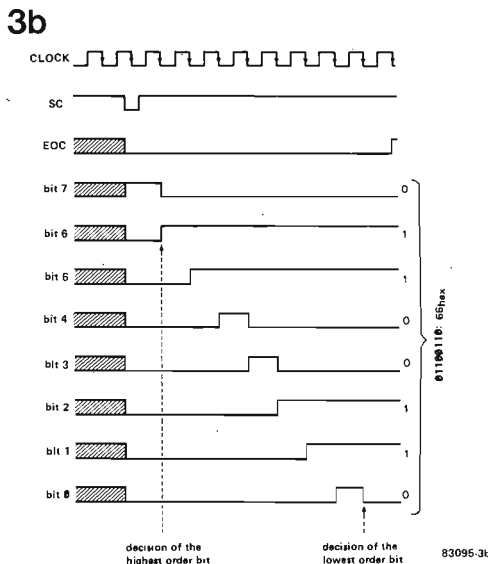 3b
CLOCK
SC
EOC
bit 7
0
bit 6
1
bit 5
1
bit 4
0
bit 3
0
bit 2
1
bit 1
1
bit 0
0
01100110: 66hex
decision of the
highest order bit
decision of the
lowest order bit
83095-3b